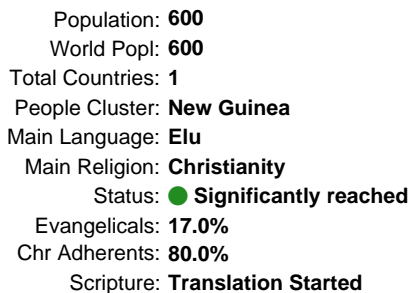 Population: 600
World Popl: 600
Total Countries: 1
People Cluster: New Guinea
Main Language: Elu
Main Religion: Christianity
Status: Significantly reached
Evangelicals: 17.0%
Chr Adherents: 80.0%
Scripture: Translation Started